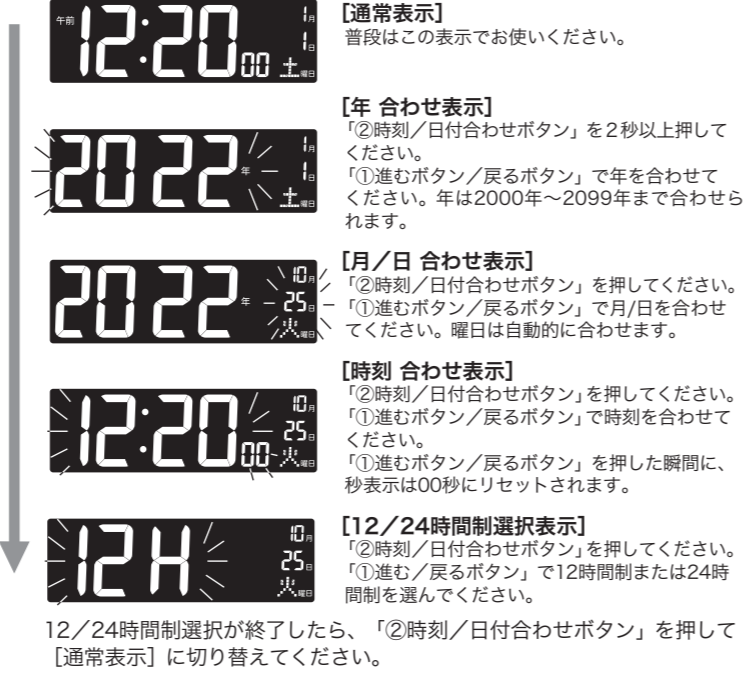 午前 12:20 00 1月 1日 土曜日
[通常表示]
普段はこの表示でお使いください。
2022年 1月 1日 土曜日
[年 合わせ表示]
「②時刻／日付合わせボタン」を２秒以上押して
ください。
「①進むボタン／戻るボタン」で年を合わせて
ください。年は2000年〜2099年まで合わせら
れます。
2022年 10月 25日 火曜日
[月／日 合わせ表示]
「②時刻／日付合わせボタン」を押してください。
「①進むボタン／戻るボタン」で月/日を合わせ
てください。曜日は自動的に合わせます。
12:20 00 10月 25日 火曜日
[時刻 合わせ表示]
「②時刻／日付合わせボタン」を押してください。
「①進むボタン／戻るボタン」で時刻を合わせて
ください。
「①進むボタン／戻るボタン」を押した瞬間に、
秒表示は00秒にリセットされます。
12H 10月 25日 火曜日
[12／24時間制選択表示]
「②時刻／日付合わせボタン」を押してください。
「①進む／戻るボタン」で12時間制または24時
間制を選んでください。
12／24時間制選択が終了したら、「②時刻／日付合わせボタン」を押して
［通常表示］に切り替えてください。